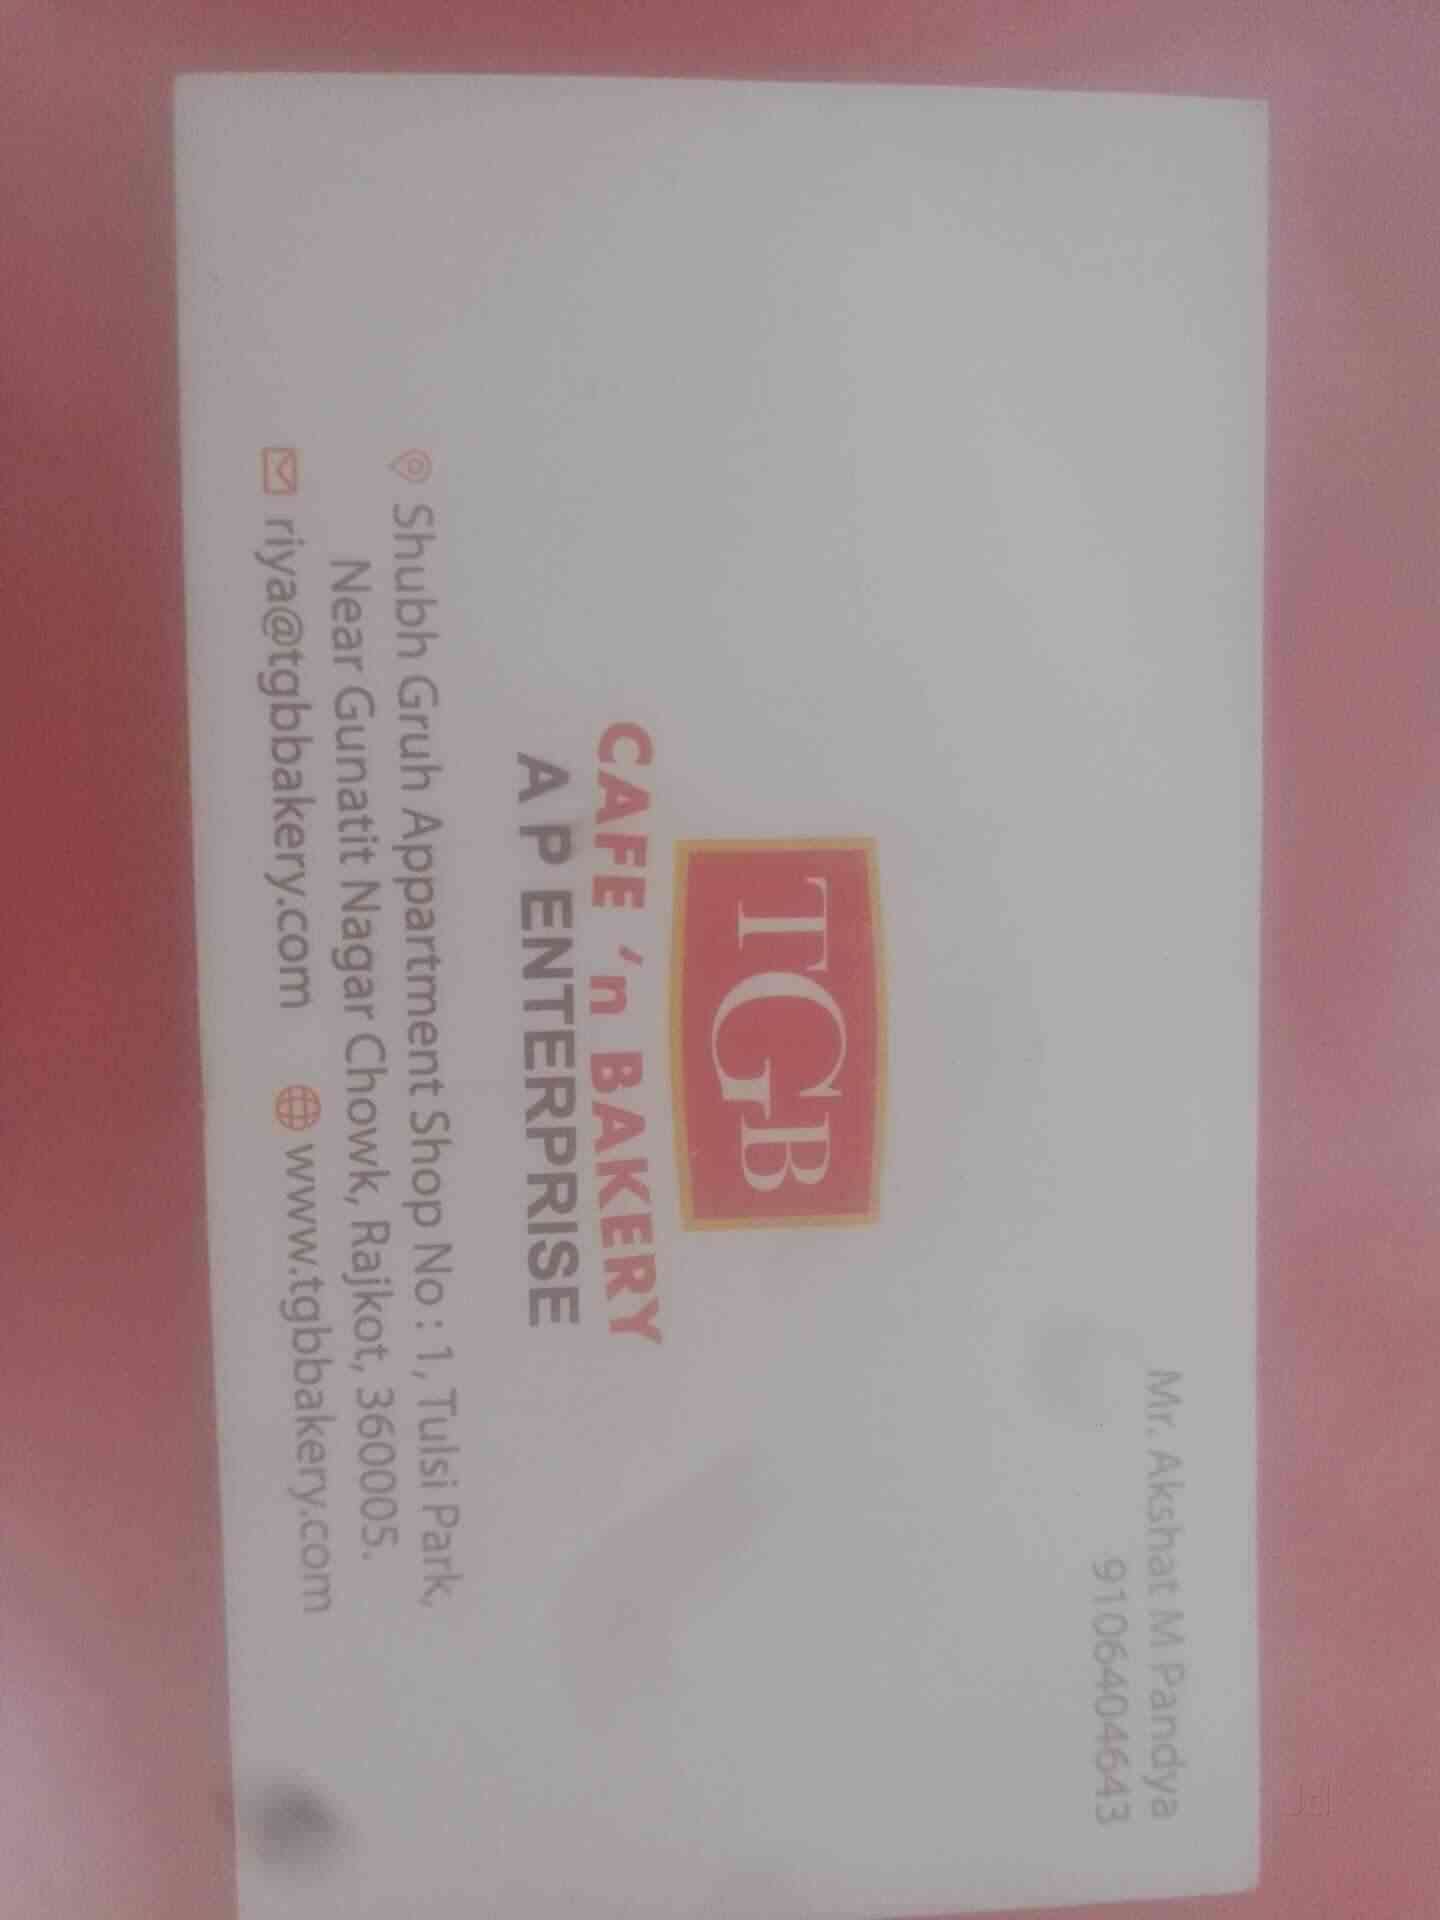 Mr. Akshat M Pandya
9106404643
TGB
CAFE 'n BAKERY
A P ENTERPRISE
Shubh Gruh Appartment Shop No : 1, Tulsi Park,
Near Gunatit Nagar Chowk, Rajkot, 360005.
riya@tgbbakery.com www.tgbbakery.com
Jd